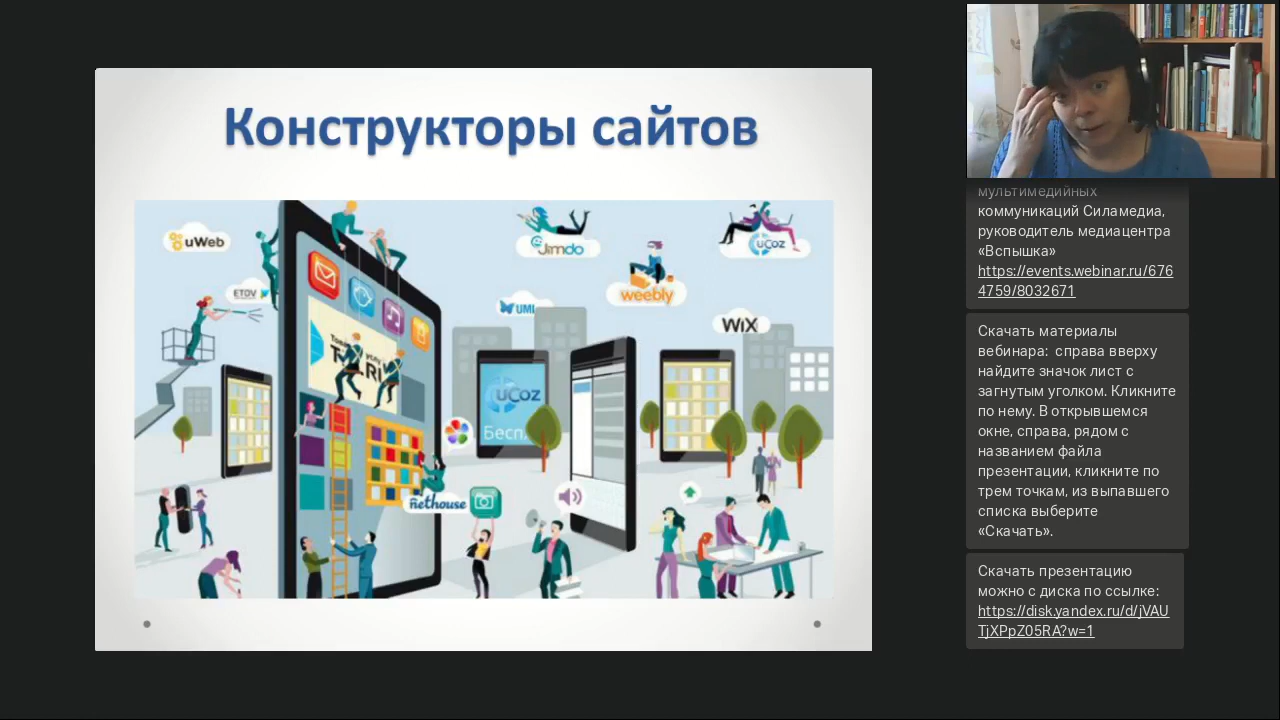 Конструкторы сайтов
uWeb
Jimdo
uCoz
ETOV
weebly
UMI
WiX
uCoz
Бесп
nethouse
мультимедийных
коммуникаций Силамедиа,
руководитель медиацентра
«Вспышка»
https://events.webinar.ru/676
4759/8032671
Скачать материалы
вебинара: справа вверху
найдите значок лист с
загнутым уголком. Кликните
по нему. В открывшемся
окне, справа, рядом с
названием файла
презентации, кликните по
трем точкам, из выпавшего
списка выберите
«Скачать».
Скачать презентацию
можно с диска по ссылке:
https://disk.yandex.ru/d/jVAU
TjXPpZ05RA?w=1